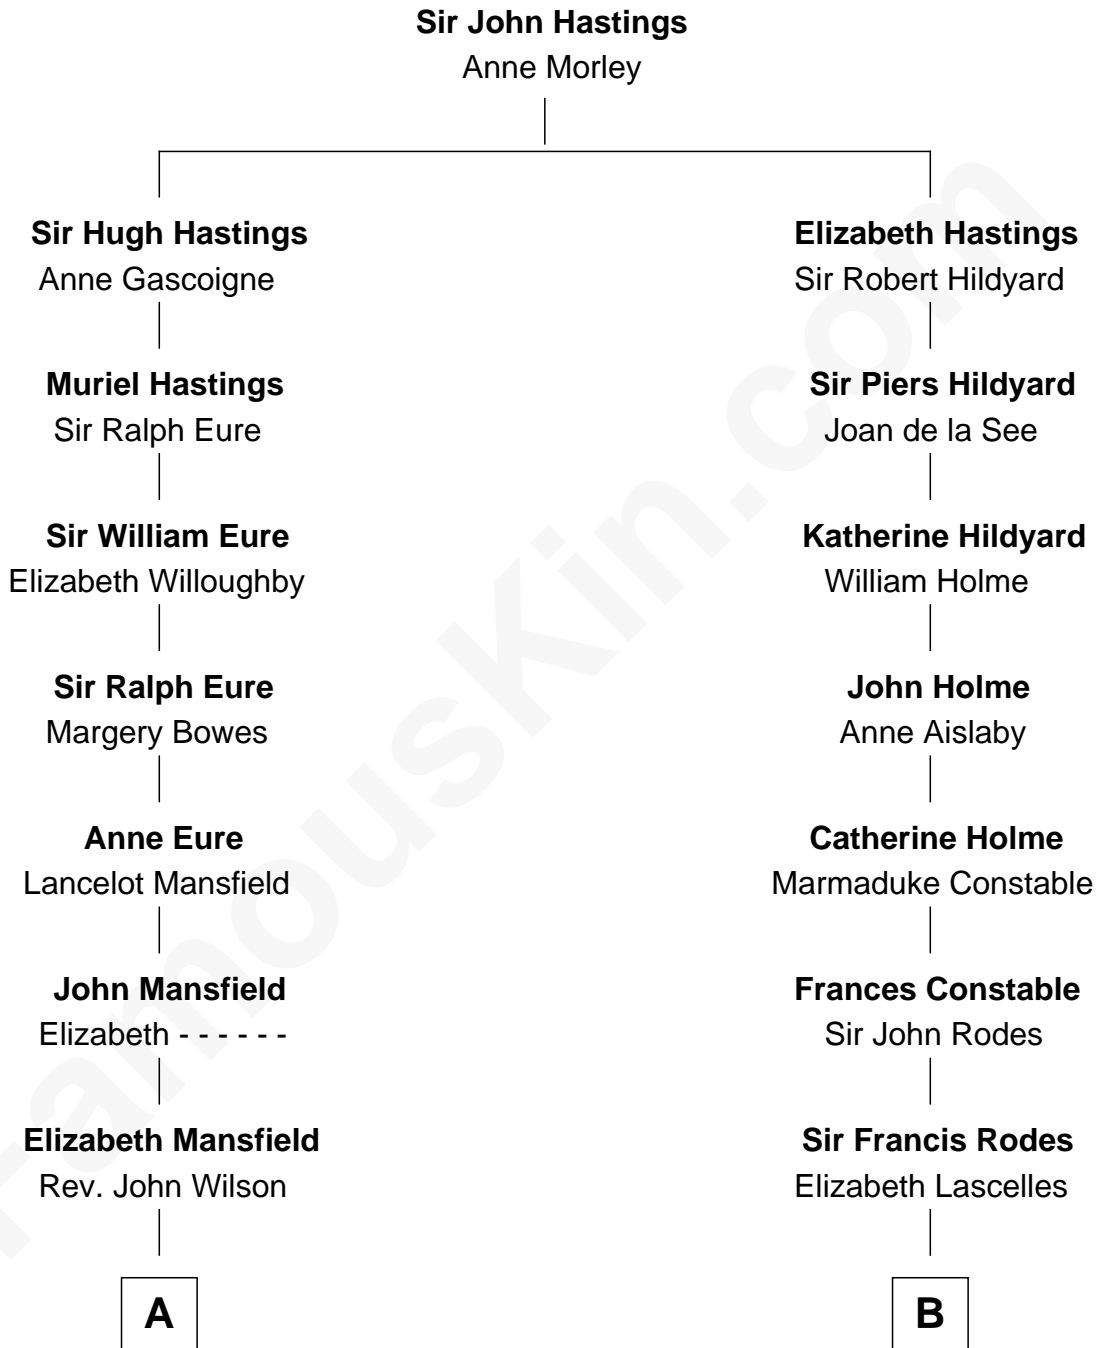 Sir John Hastings
Anne Morley
Sir Hugh Hastings
Anne Gascoigne
Elizabeth Hastings
Sir Robert Hildyard
Muriel Hastings
Sir Ralph Eure
Sir Piers Hildyard
Joan de la See
Sir William Eure
Elizabeth Willoughby
Katherine Hildyard
William Holme
Sir Ralph Eure
Margery Bowes
John Holme
Anne Aislaby
Anne Eure
Lancelot Mansfield
Catherine Holme
Marmaduke Constable
John Mansfield
Elizabeth - - - - - -
Frances Constable
Sir John Rodes
Elizabeth Mansfield
Rev. John Wilson
Sir Francis Rodes
Elizabeth Lascelles
A
B
FamousKin.com